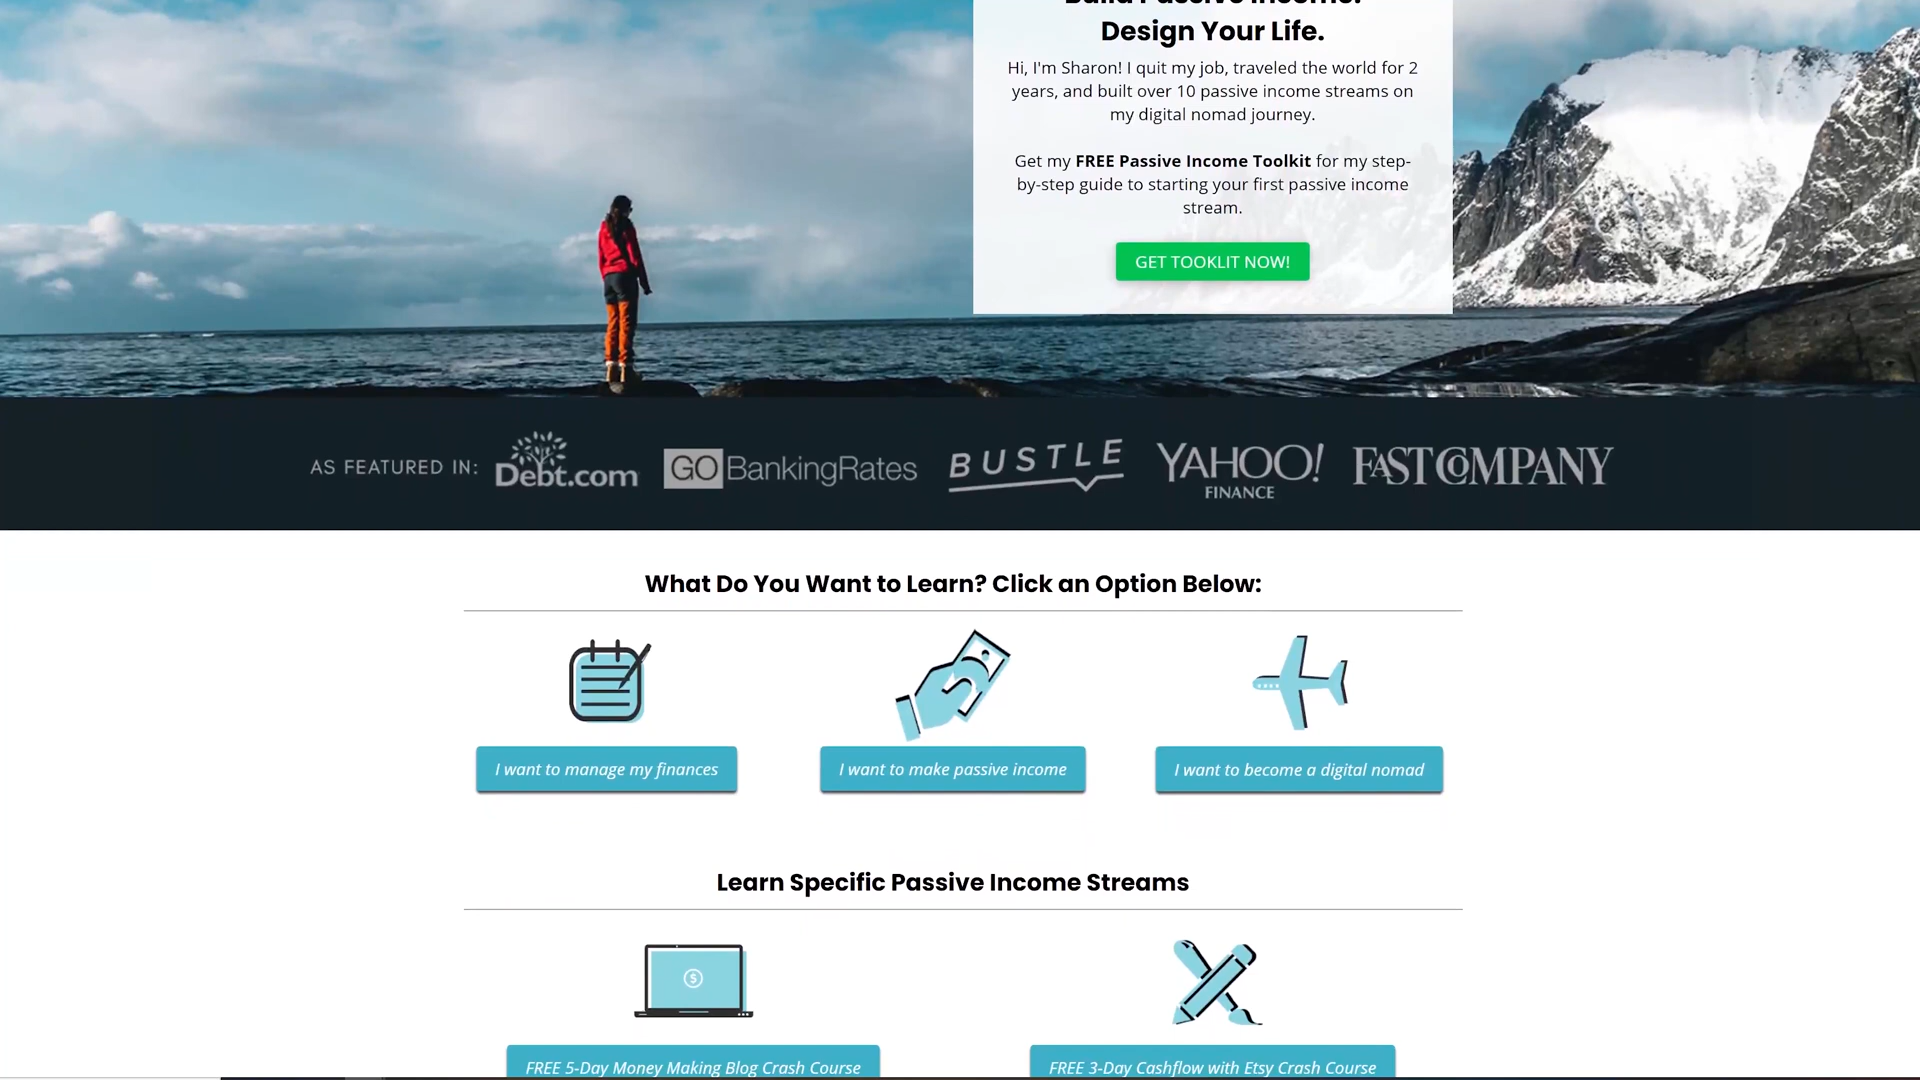 Build Passive Income.
Design Your Life.
Hi, I'm Sharon! I quit my job, traveled the world for 2
years, and built over 10 passive income streams on
my digital nomad journey.
Get my FREE Passive Income Toolkit for my step-
by-step guide to starting your first passive income
stream.
GET TOOKLIT NOW!
AS FEATURED IN:
Debt.com
GOBankingRates
BUSTLE
YAHOO!
FINANCE
FAST COMPANY
What Do You Want to Learn? Click an Option Below:
I want to manage my finances
I want to make passive income
I want to become a digital nomad
Learn Specific Passive Income Streams
$
FREE 5-Day Money Making Blog Crash Course
FREE 3-Day Cashflow with Etsy Crash Course